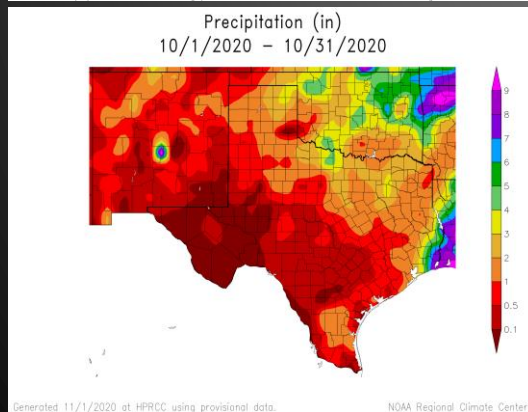 Precipitation (in)
10/1/2020 – 10/31/2020
9
8
7
6
5
4
3
2
1
0.5
0.1
Generated 11/1/2020 at HPRCC using provisional data.
NOAA Regional Climate Centers